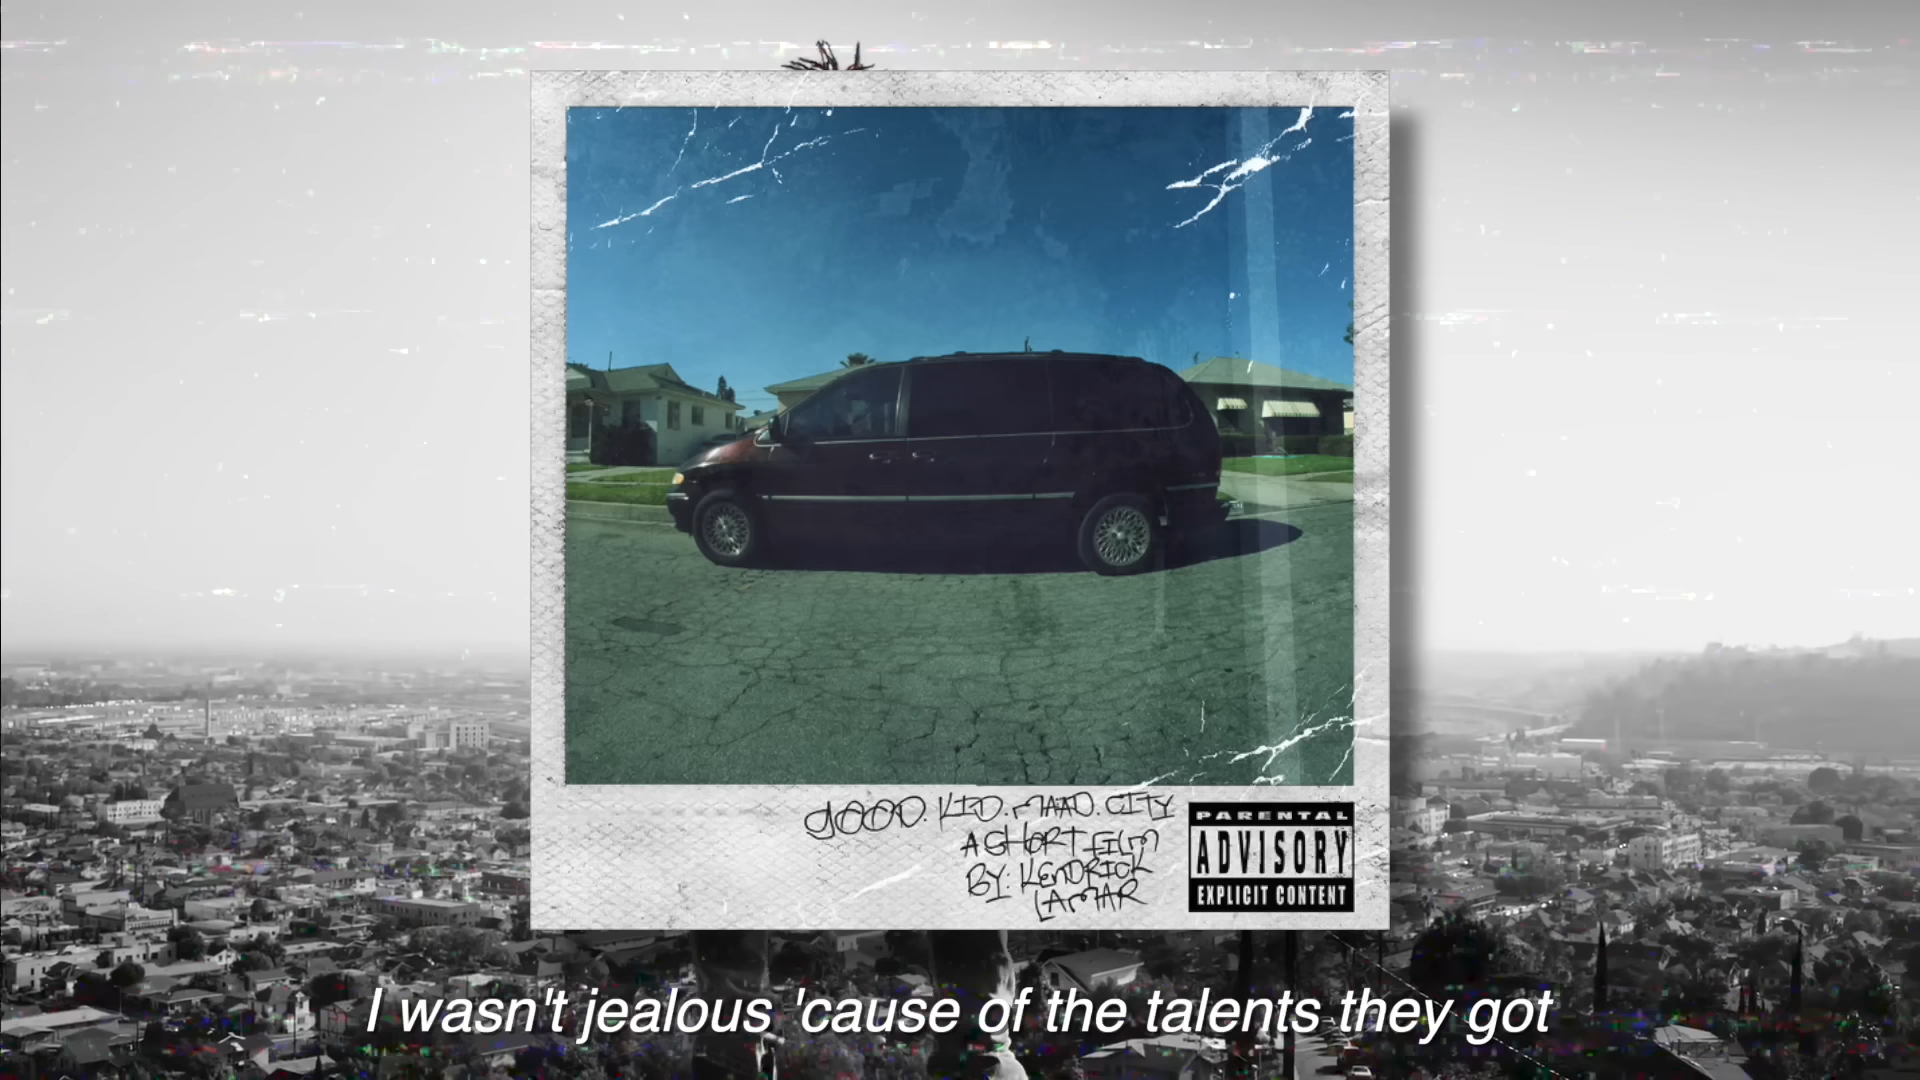 GOOD. KID. MAAD. CITY
A SHORT FILM
BY: KENDRICK
LAMAR
PARENTAL
ADVISORY
EXPLICIT CONTENT
I wasn't jealous 'cause of the talents they got